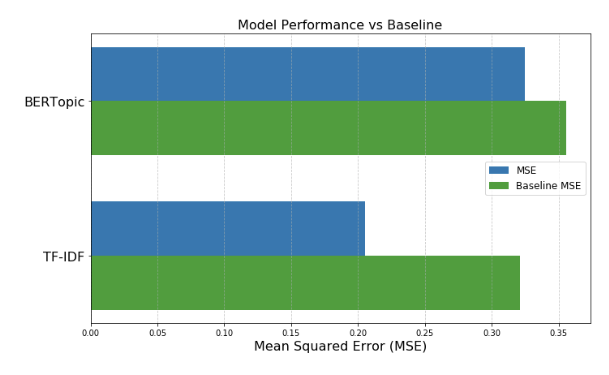 Model Performance vs Baseline
BERTopic
MSE
Baseline MSE
TF-IDF
0.00 0.05 0.10 0.15 0.20 0.25 0.30 0.35
Mean Squared Error (MSE)